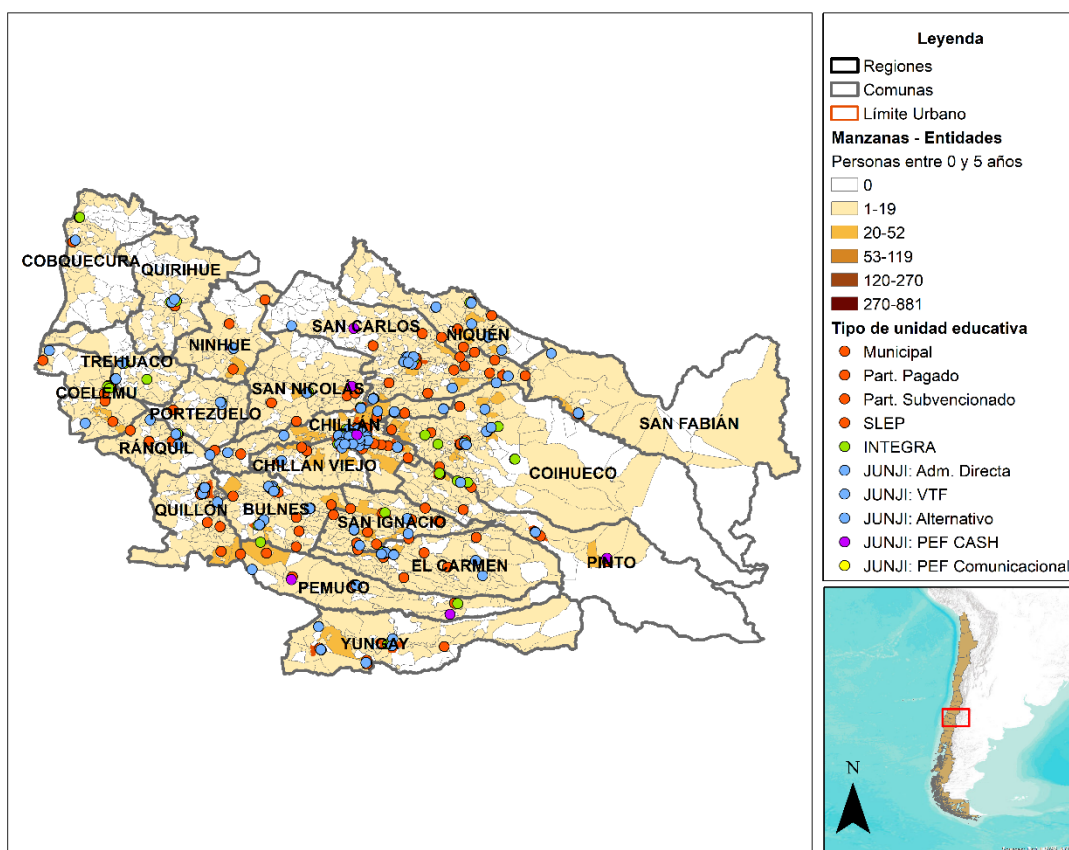 COBQUECURA
QUIRIHUE
SAN CARLOS
ÑIQUÉN
NINHUE
TREHUACO
SAN NICOLÁS
COELEMU
PORTEZUELO
SAN FABIÁN
CHILLÁN
RÁNQUIL
CHILLÁN VIEJO
COIHUECO
QUILLÓN
BULNES
SAN IGNACIO
EL CARMEN
PINTO
PEMUCO
YUNGAY
Leyenda
Regiones
Comunas
Límite Urbano
Manzanas - Entidades
Personas entre 0 y 5 años
0
1-19
20-52
53-119
120-270
270-881
Tipo de unidad educativa
Municipal
Part. Pagado
Part. Subvencionado
SLEP
INTEGRA
JUNJI: Adm. Directa
JUNJI: VTF
JUNJI: Alternativo
JUNJI: PEF CASH
JUNJI: PEF Comunicacional
N